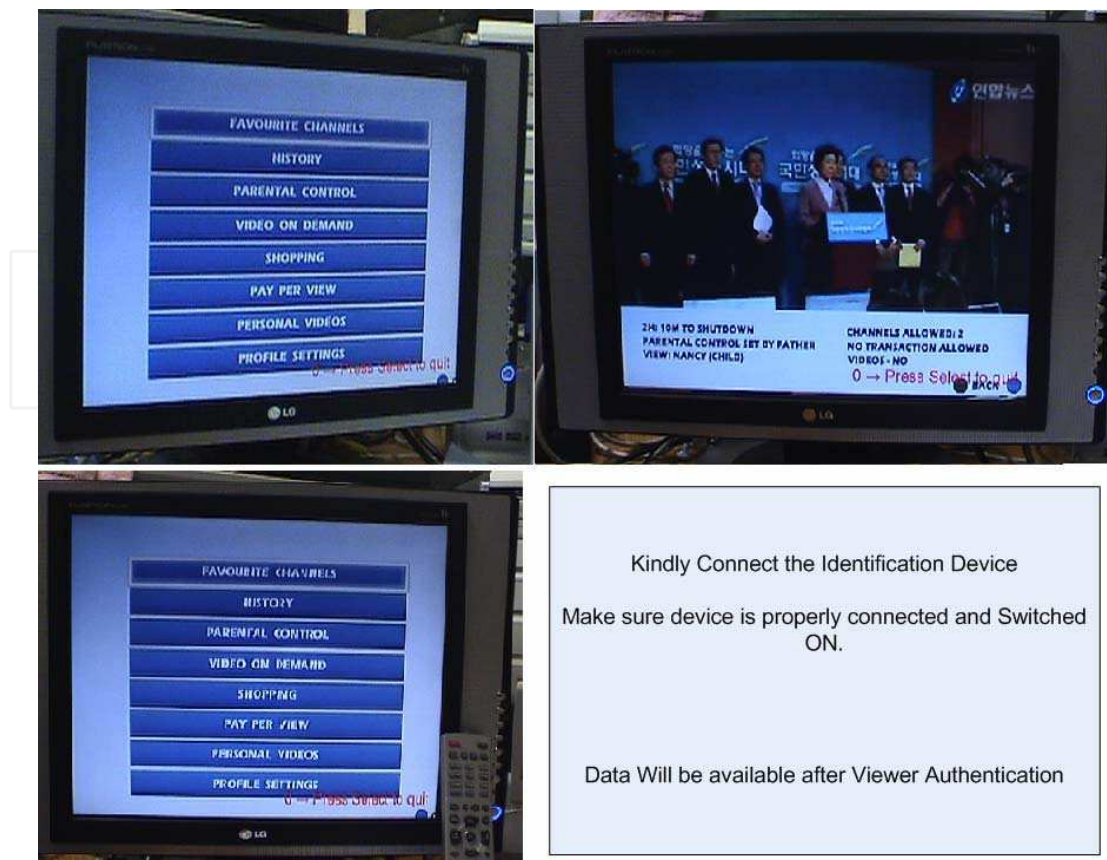 FAVOURITE CHANNELS
HISTORY
PARENTAL CONTROL
VIDEO ON DEMAND
SHOPPING
PAY PER VIEW
PERSONAL VIDEOS
PROFILE SETTINGS
0 → Press Select to quit
LG
연합뉴스
2H: 10M TO SHUTDOWN
PARENTAL CONTROL SET BY FATHER
VIEW: NANCY (CHILD)
CHANNELS ALLOWED: 2
NO TRANSACTION ALLOWED
VIDEOS - NO
0 → Press Select to quit
BACK
LG
FAVOURITE CHANNELS
HISTORY
PARENTAL CONTROL
VIDEO ON DEMAND
SHOPPING
PAY PER VIEW
PERSONAL VIDEOS
PROFILE SETTINGS
0 → Press Select to quit
LG
Kindly Connect the Identification Device
Make sure device is properly connected and Switched
ON.
Data Will be available after Viewer Authentication